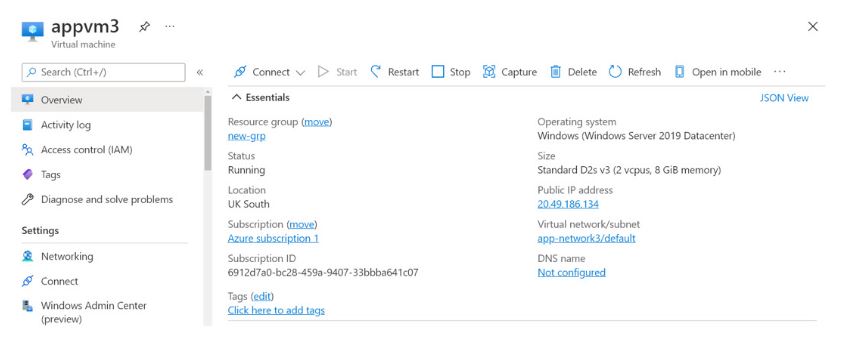 appvm3
Virtual machine
Search (Ctrl+/)
Overview
Activity log
Access control (IAM)
Tags
Diagnose and solve problems
Settings
Networking
Connect
Windows Admin Center
(preview)
Connect Start Restart Stop Capture Delete Refresh Open in mobile
Essentials JSON View
Resource group (move)
new-grp
Status
Running
Location
UK South
Subscription (move)
Azure subscription 1
Subscription ID
6912d7a0-bc28-459a-9407-33bbba641c07
Tags (edit)
Click here to add tags
Operating system
Windows (Windows Server 2019 Datacenter)
Size
Standard D2s v3 (2 vcpus, 8 GiB memory)
Public IP address
20.49.186.134
Virtual network/subnet
app-network3/default
DNS name
Not configured